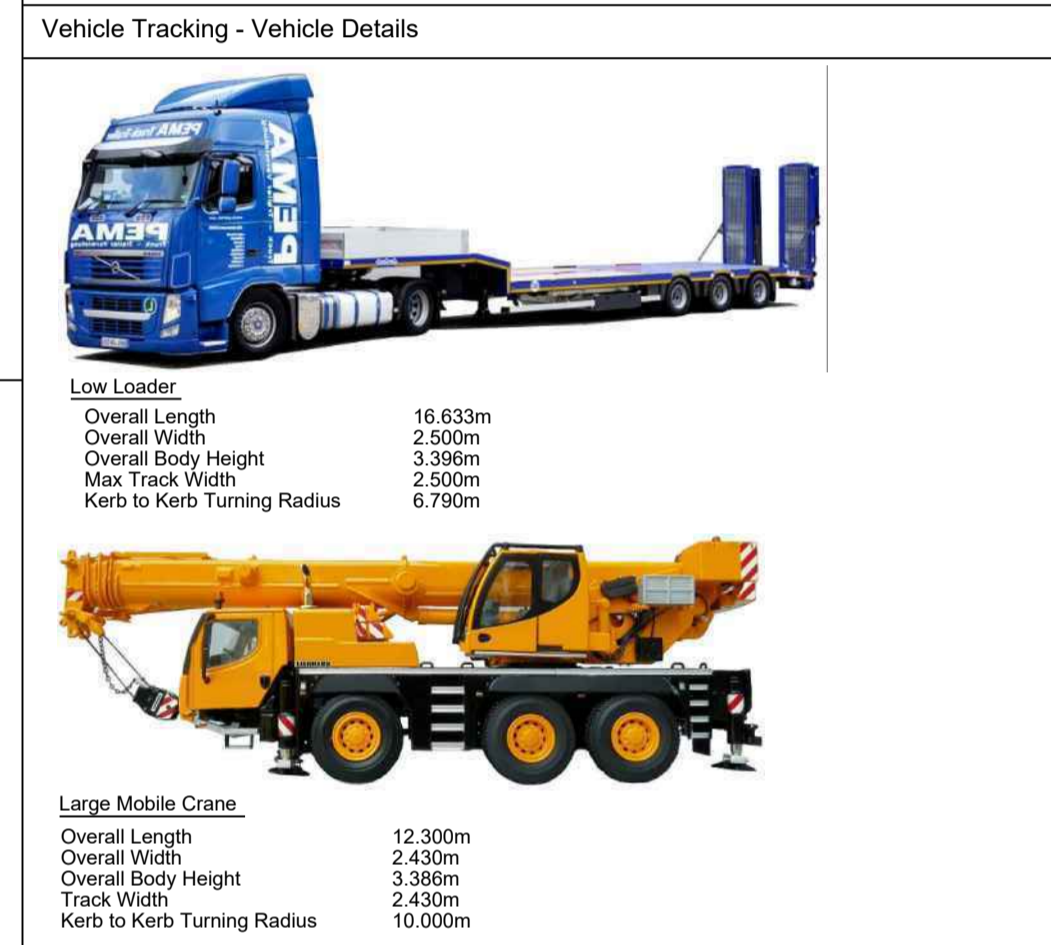 Vehicle Tracking - Vehicle Details
PEMA
PEMA
Low Loader
Overall Length 16.633m
Overall Width 2.500m
Overall Body Height 3.396m
Max Track Width 2.500m
Kerb to Kerb Turning Radius 6.790m
LIEBHERR
Large Mobile Crane
Overall Length 12.300m
Overall Width 2.430m
Overall Body Height 3.386m
Track Width 2.430m
Kerb to Kerb Turning Radius 10.000m